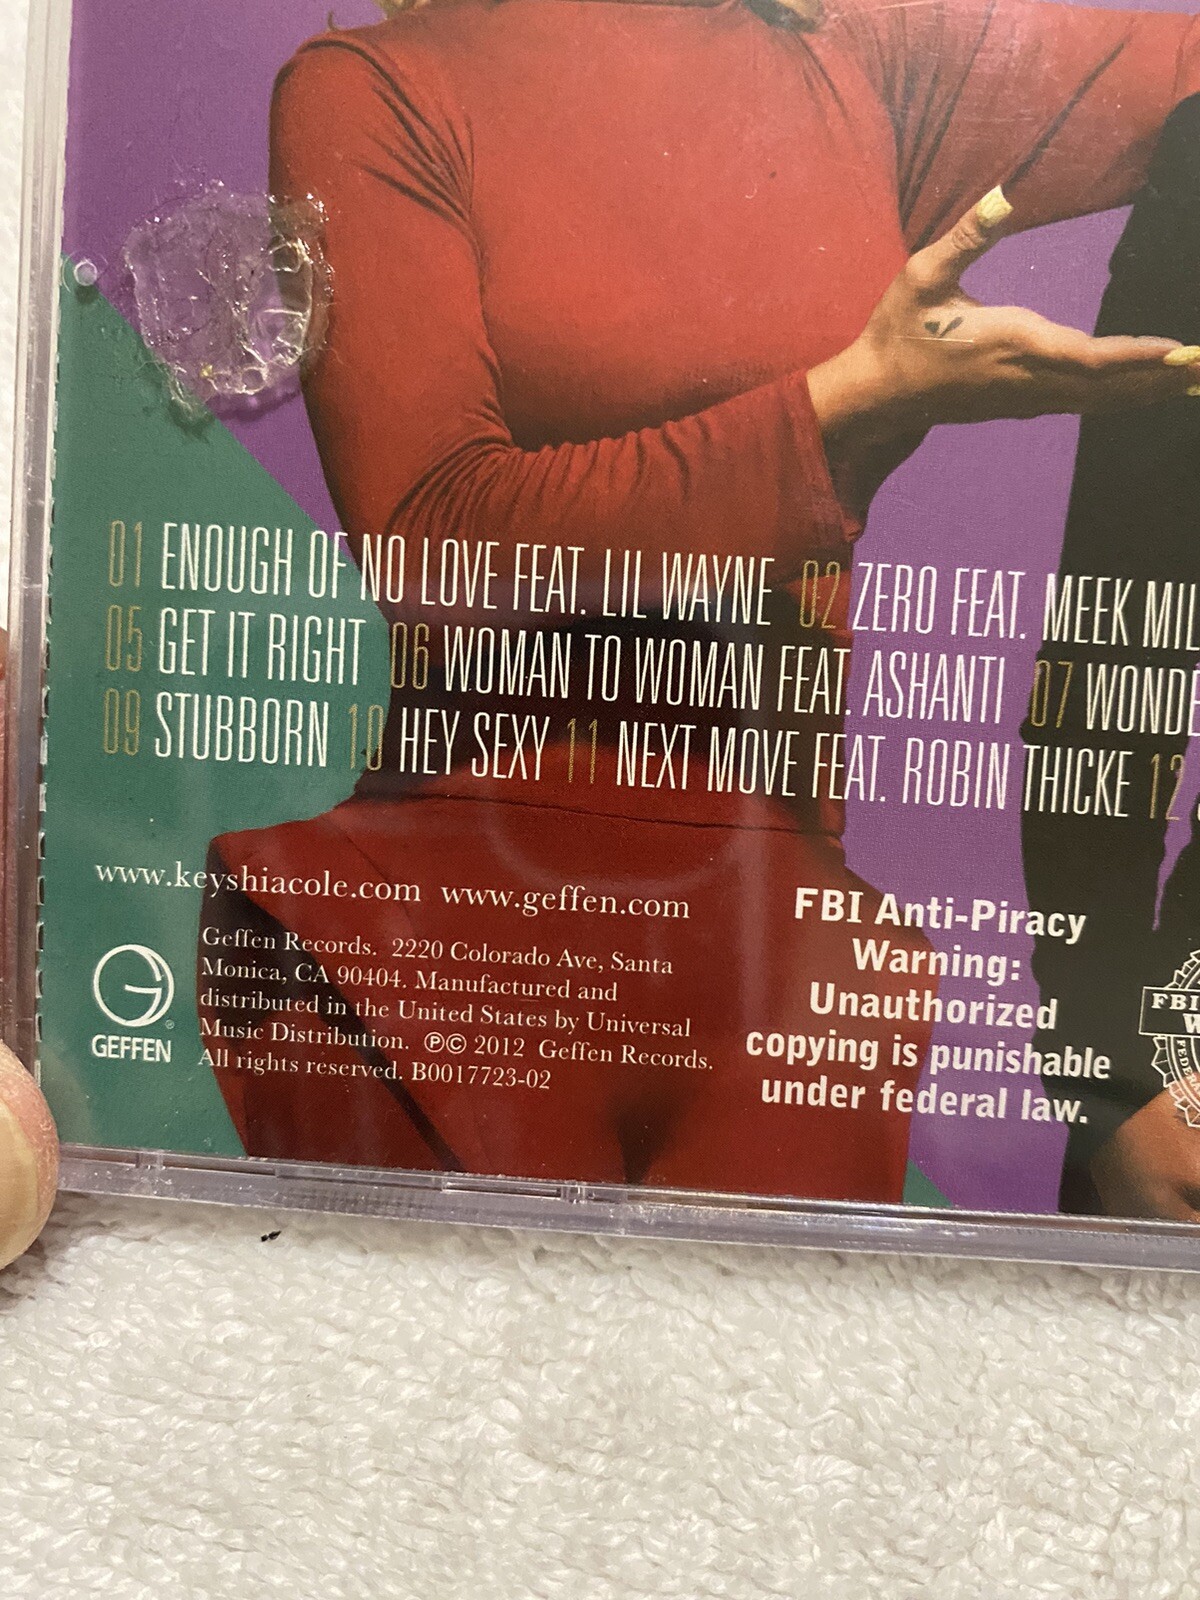 01 ENOUGH OF NO LOVE FEAT. LIL WAYNE 02 ZERO FEAT. MEEK MIL
05 GET IT RIGHT 06 WOMAN TO WOMAN FEAT. ASHANTI 07 WONDE
09 STUBBORN 10 HEY SEXY 11 NEXT MOVE FEAT. ROBIN THICKE 12
www.keyshiacole.com www.geffen.com
GEFFEN
Geffen Records. 2220 Colorado Ave, Santa
Monica, CA 90404. Manufactured and
distributed in the United States by Universal
Music Distribution. ℗© 2012 Geffen Records.
All rights reserved. B0017723-02
FBI Anti-Piracy
Warning:
Unauthorized
copying is punishable
under federal law.
FBI
W